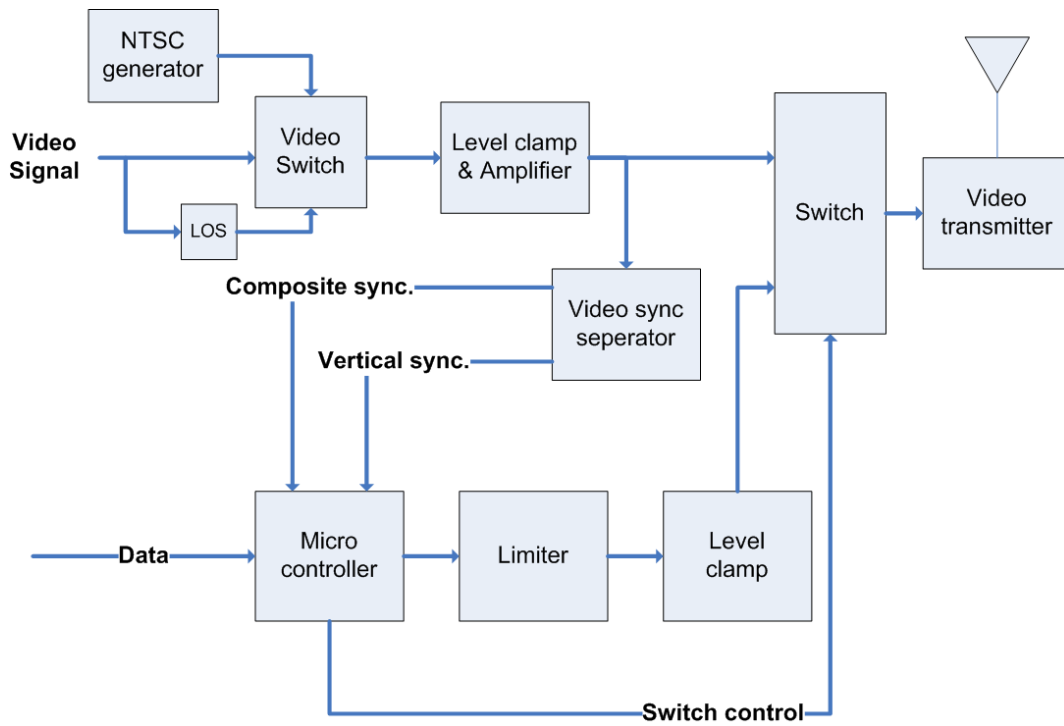 NTSC
generator
Video
Signal
Video
Switch
LOS
Level clamp
& Amplifier
Switch
Video
transmitter
Composite sync.
Video sync
seperator
Vertical sync.
Data
Micro
controller
Limiter
Level
clamp
Switch control